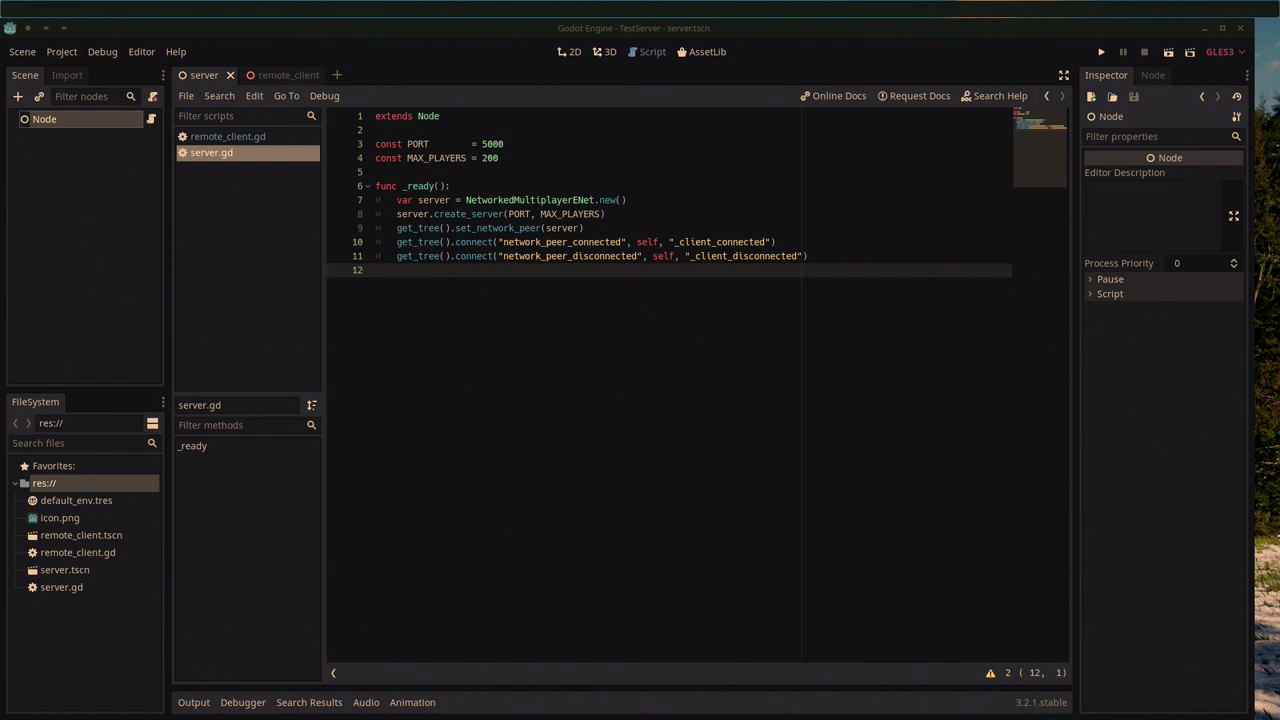 Godot Engine - TestServer - server.tscn
Scene Project Debug Editor Help
2D 3D Script AssetLib
GLES3
Scene Import
Filter nodes
Node
server remote_client
File Search Edit Go To Debug
Online Docs Request Docs Search Help
Filter scripts
remote_client.gd
server.gd
server.gd
Filter methods
_ready
1 extends Node
2
3 const PORT        = 5000
4 const MAX_PLAYERS = 200
5
6 func _ready():
7 var server = NetworkedMultiplayerENet.new()
8 server.create_server(PORT, MAX_PLAYERS)
9 get_tree().set_network_peer(server)
10 get_tree().connect("network_peer_connected", self, "_client_connected")
11 get_tree().connect("network_peer_disconnected", self, "_client_disconnected")
12
2 ( 12, 1)
Output Debugger Search Results Audio Animation
3.2.1.stable
FileSystem
res://
Search files
Favorites:
res://
default_env.tres
icon.png
remote_client.tscn
remote_client.gd
server.tscn
server.gd
Inspector Node
Node
Filter properties
Node
Editor Description
Process Priority 0
Pause
Script